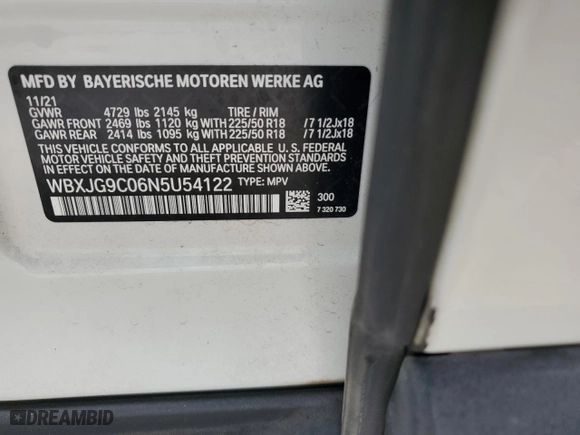 MFD BY BAYERISCHE MOTOREN WERKE AG
11/21
GVWR 4729 lbs 2145 kg TIRE / RIM
GAWR FRONT 2469 lbs 1120 kg WITH 225/50 R18 / 7 1/2Jx18
GAWR REAR 2414 lbs 1095 kg WITH 225/50 R18 / 7 1/2Jx18
THIS VEHICLE CONFORMS TO ALL APPLICABLE U. S. FEDERAL
MOTOR VEHICLE SAFETY, BUMPER, AND THEFT PREVENTION
STANDARDS IN EFFECT ON THE DATE OF MANUFACTURE SHOWN ABOVE.
WBXJG9C06N5U54122 TYPE: MPV
300
7 320 730
DREAMBID